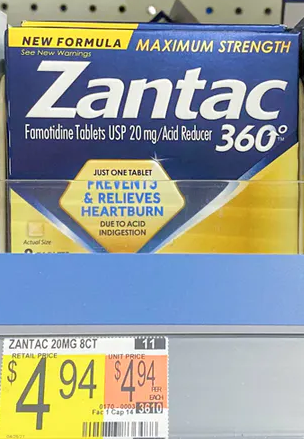 NEW FORMULA
See New Warnings
MAXIMUM STRENGTH
Zantac
360°
Famotidine Tablets USP 20 mg/Acid Reducer
JUST ONE TABLET
PREVENTS
& RELIEVES
HEARTBURN
DUE TO ACID
INDIGESTION
Actual Size
ZANTAC 20MG 8CT
11
RETAIL PRICE
UNIT PRICE
$4.94
$4.94
PER
EACH
Fac 1 Cap 14
3610